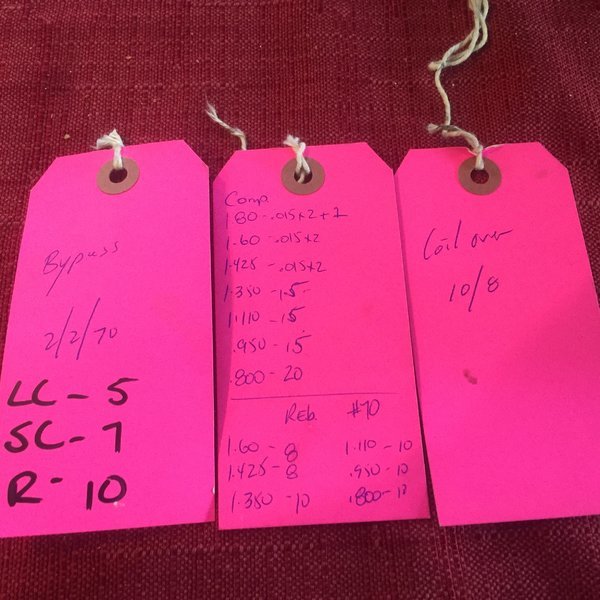 Bypass
2/2/70
LC - 5
SC - 7
R - 10
Comp.
1.80 - .015x2 + 1
1.60 - .015x2
1.425 - .015x2
1.350 - 15
1.110 - 15
.950 - 15
.800 - 20
Reb. #70
1.60 - 8 1.110 - 10
1.425 - 8 .950 - 10
1.350 - 10 .800 - 10
Coil over
10/8